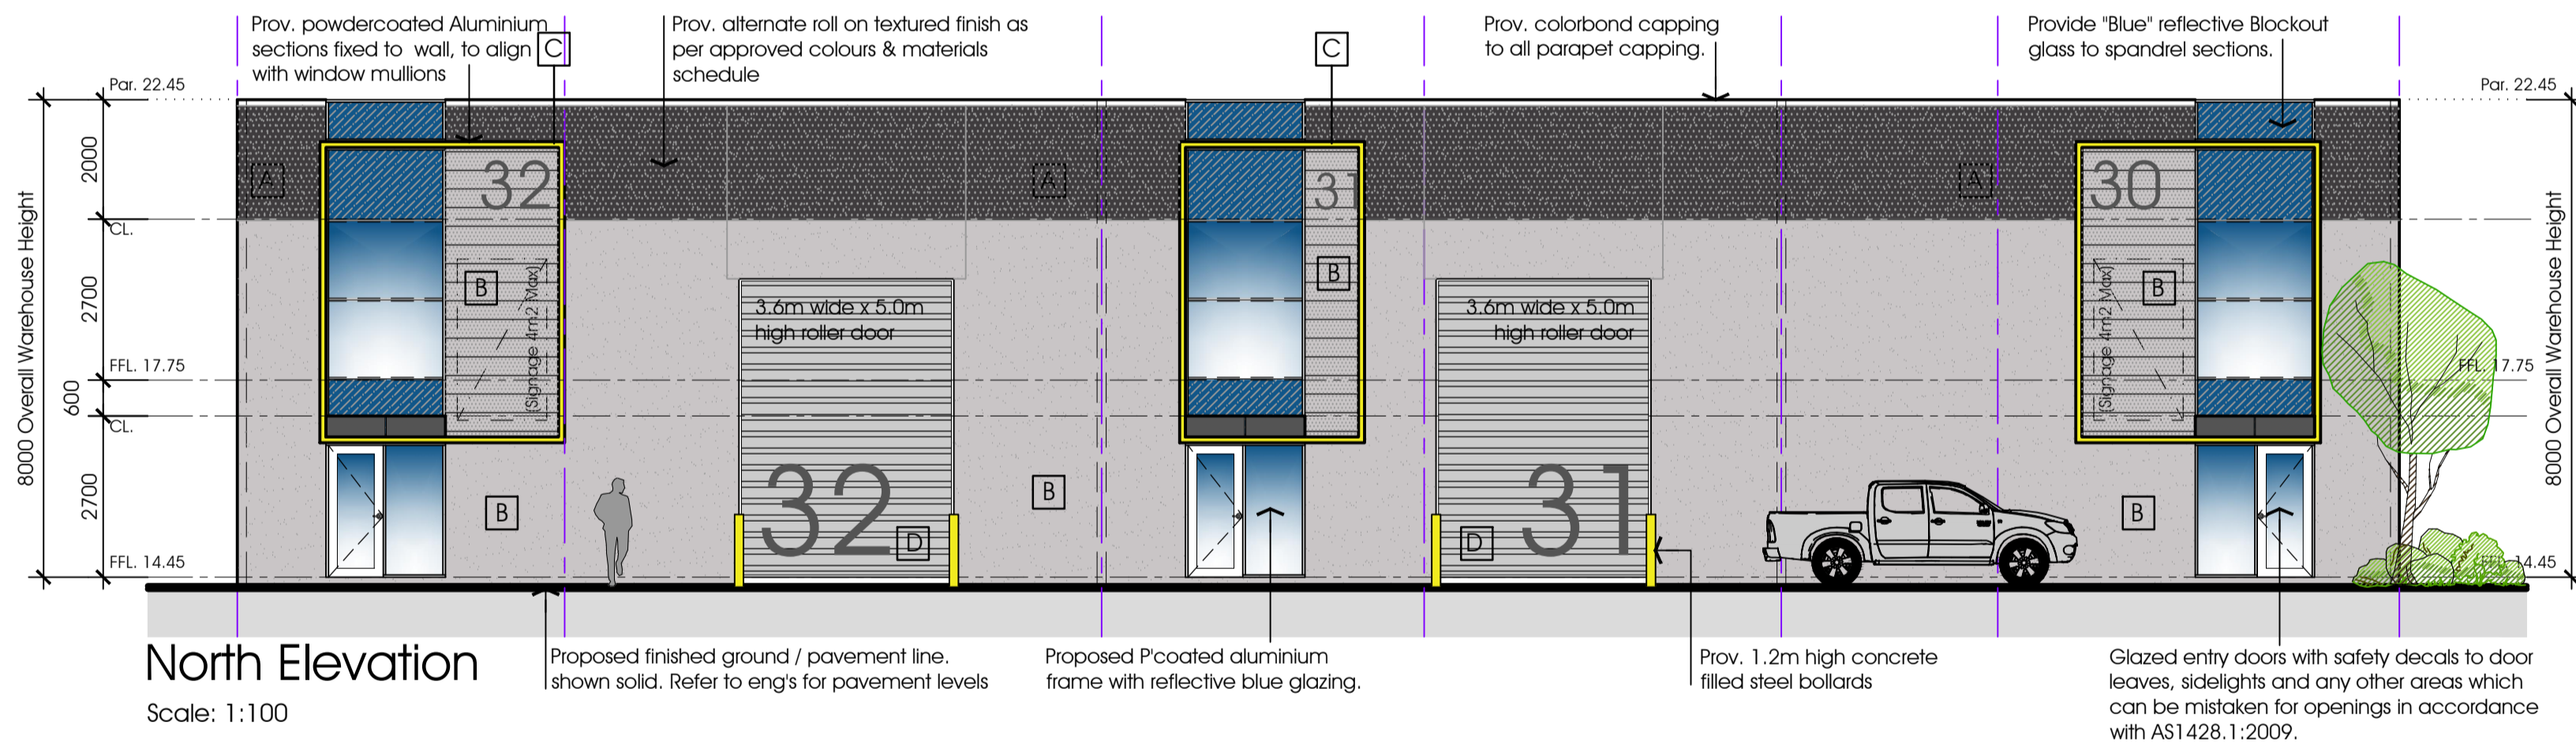 Prov. powdercoated Aluminium
sections fixed to wall, to align
with window mullions
C
Prov. alternate roll on textured finish as
per approved colours & materials
schedule
C
Prov. colorbond capping
to all parapet capping.
Provide "Blue" reflective Blockout
glass to spandrel sections.
Par. 22.45
Par. 22.45
8000 Overall Warehouse Height
2000
2700
600
2700
CL.
FFL. 17.75
CL.
FFL. 14.45
A
32
B
(Signage 4m2 Max)
B
3.6m wide x 5.0m
high roller door
32
D
A
B
31
B
3.6m wide x 5.0m
high roller door
D
31
A
30
B
(Signage 4m2 Max)
B
FFL. 17.75
FFL. 14.45
8000 Overall Warehouse Height
North Elevation
Scale: 1:100
Proposed finished ground / pavement line.
shown solid. Refer to eng's for pavement levels
Proposed P'coated aluminium
frame with reflective blue glazing.
Prov. 1.2m high concrete
filled steel bollards
Glazed entry doors with safety decals to door
leaves, sidelights and any other areas which
can be mistaken for openings in accordance
with AS1428.1:2009.